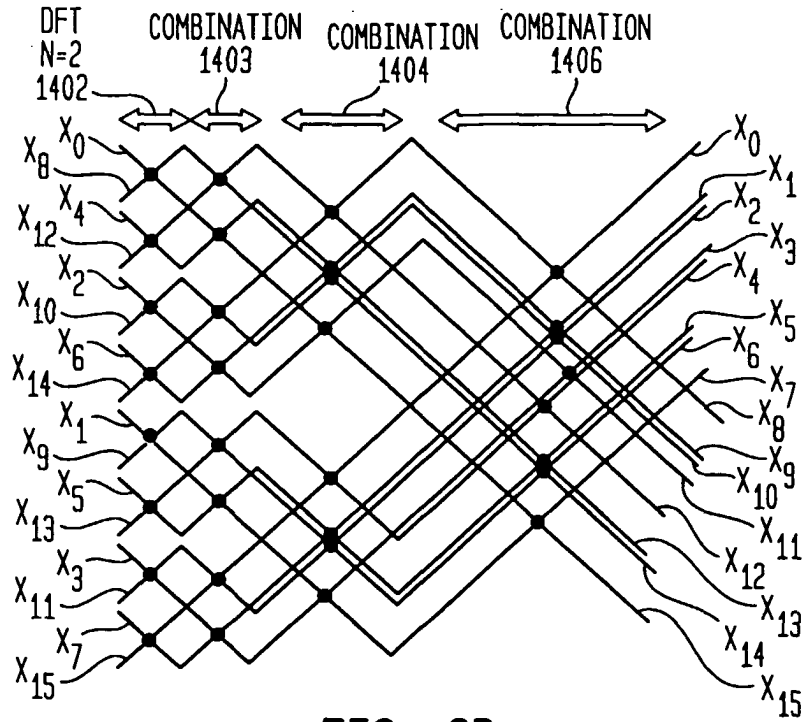 DFT
N=2
1402
COMBINATION
1403
COMBINATION
1404
COMBINATION
1406
X0
X8
X4
X12
X2
X10
X6
X14
X1
X9
X5
X13
X3
X11
X7
X15
X0
X1
X2
X3
X4
X5
X6
X7
X8
X9
X10
X11
X12
X13
X14
X15